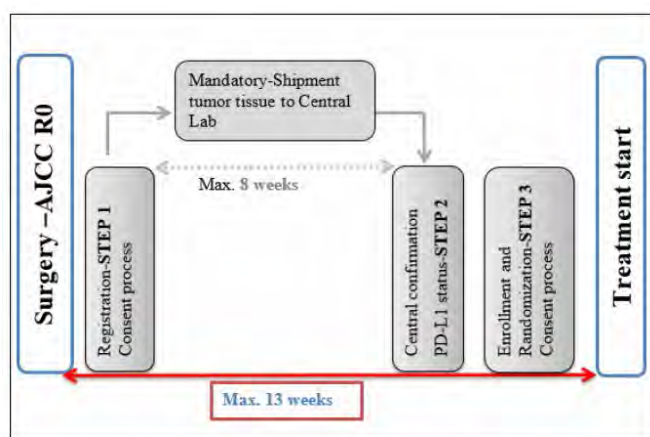 Surgery –AJCC R0
Registration-STEP 1
Consent process
Mandatory-Shipment
tumor tissue to Central
Lab
Max. 8 weeks
Central confirmation
PD-L1 status-STEP 2
Enrollment and
Randomization-STEP 3
Consent process
Treatment start
Max. 13 weeks